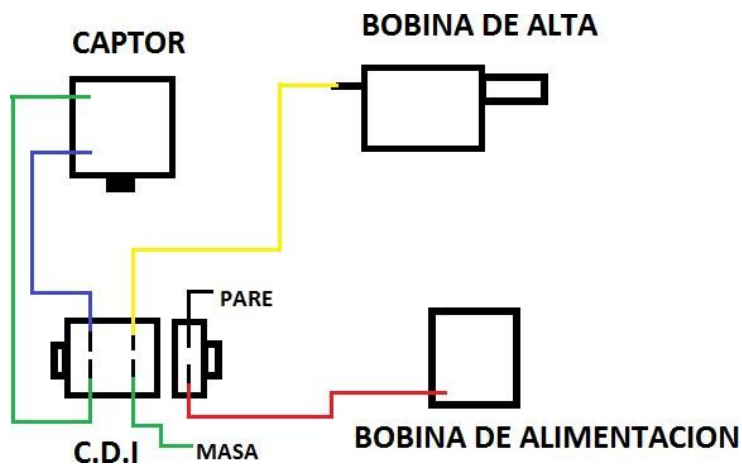 BOBINA DE ALTA
CAPTOR
PARE
C.D.I
MASA
BOBINA DE ALIMENTACION